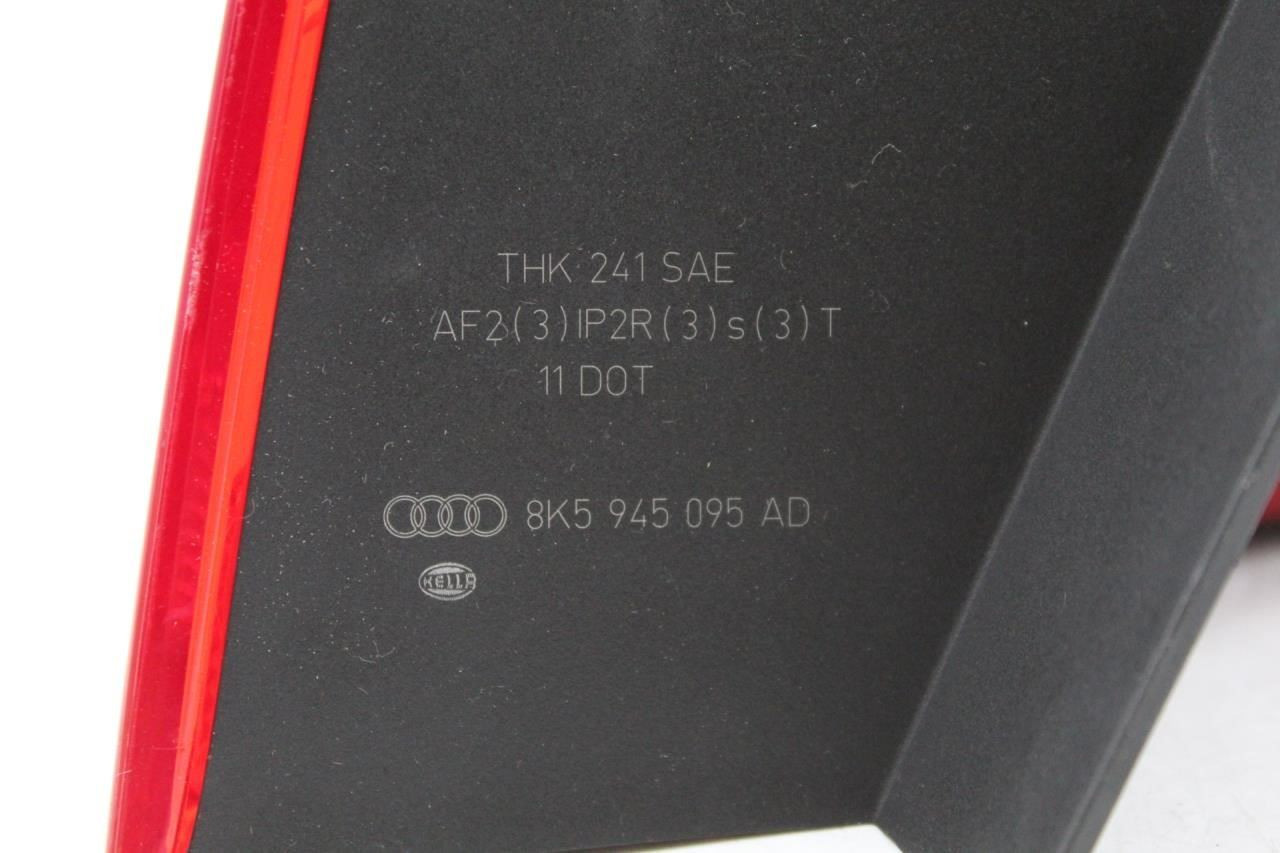 THK 241 SAE
AF2(3)IP2R(3)s(3)T
11 DOT
8K5 945 095 AD
HELLA